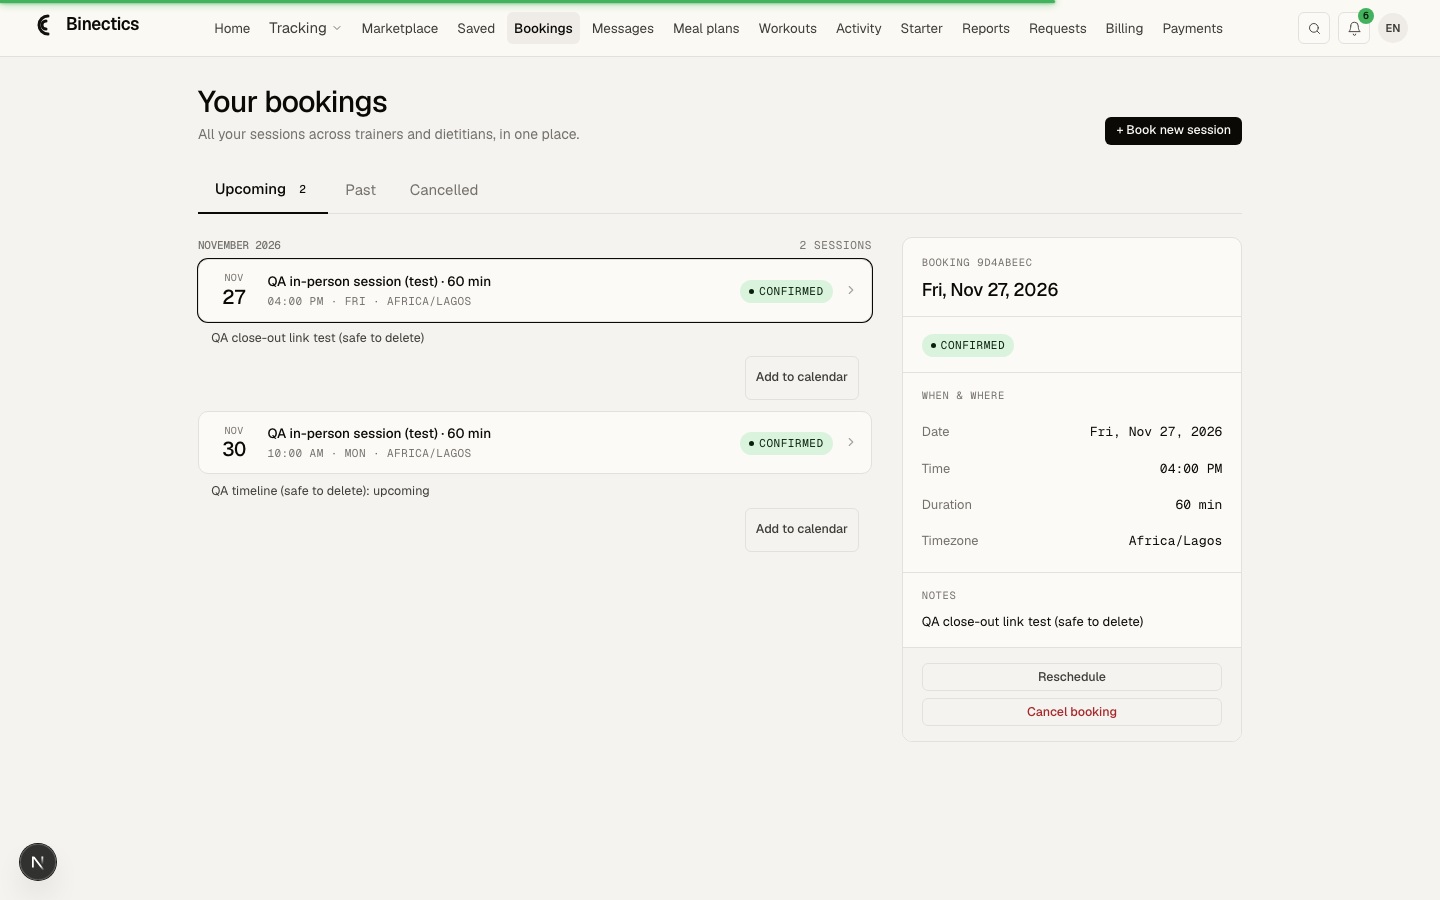 Binectics
Home Tracking Marketplace Saved Bookings Messages Meal plans Workouts Activity Starter Reports Requests Billing Payments
6
EN
Your bookings
All your sessions across trainers and dietitians, in one place.
+ Book new session
Upcoming 2 Past Cancelled
NOVEMBER 2026 2 SESSIONS
NOV
27
QA in-person session (test) · 60 min
04:00 PM · FRI · AFRICA/LAGOS
CONFIRMED
QA close-out link test (safe to delete)
Add to calendar
NOV
30
QA in-person session (test) · 60 min
10:00 AM · MON · AFRICA/LAGOS
CONFIRMED
QA timeline (safe to delete): upcoming
Add to calendar
BOOKING 9D4ABEEC
Fri, Nov 27, 2026
CONFIRMED
WHEN & WHERE
Date Fri, Nov 27, 2026
Time 04:00 PM
Duration 60 min
Timezone Africa/Lagos
NOTES
QA close-out link test (safe to delete)
Reschedule
Cancel booking
N